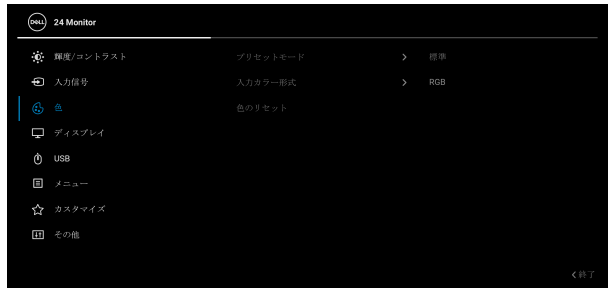 DELL 24 Monitor
輝度/コントラスト プリセットモード > 標準
入力信号 入力カラー形式 > RGB
色 色のリセット
ディスプレイ
USB
メニュー
カスタマイズ
その他
<終了